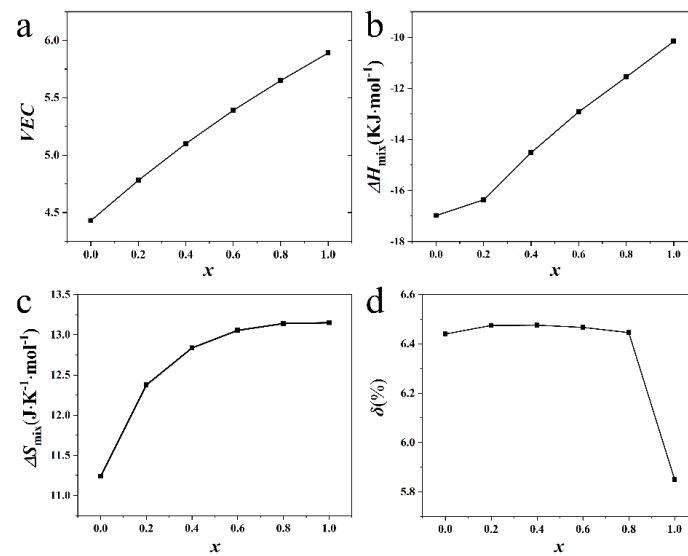 a
6.0
5.5
5.0
4.5
VEC
0.0 0.2 0.4 0.6 0.8 1.0
x
b
-10
-12
-14
-16
-18
ΔHmix(KJ·mol-1)
0.0 0.2 0.4 0.6 0.8 1.0
x
c
13.5
13.0
12.5
12.0
11.5
11.0
ΔSmix(J·K-1·mol-1)
0.0 0.2 0.4 0.6 0.8 1.0
x
d
6.6
6.4
6.2
6.0
5.8
δ(%)
0.0 0.2 0.4 0.6 0.8 1.0
x